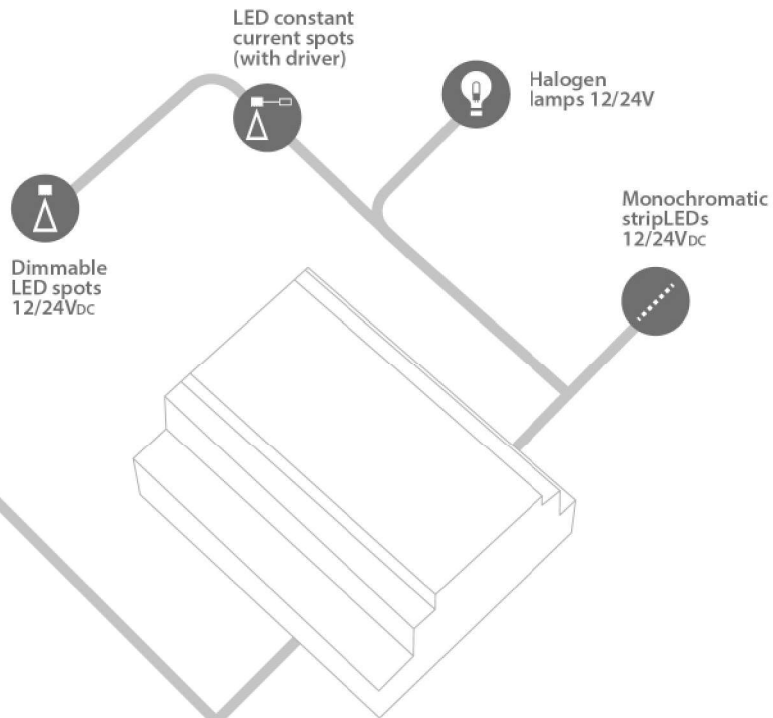 LED constant
current spots
(with driver)
Halogen
lamps 12/24V
Monochromatic
stripLEDs
12/24VDC
Dimmable
LED spots
12/24VDC